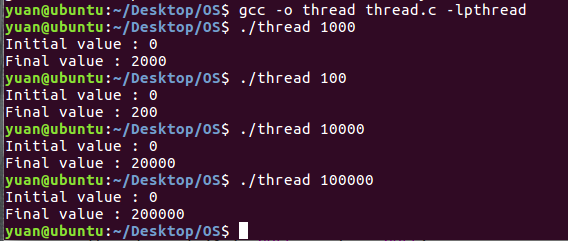 yuan@ubuntu:~/Desktop/OS$ gcc -o thread thread.c -lpthread
yuan@ubuntu:~/Desktop/OS$ ./thread 1000
Initial value : 0
Final value : 2000
yuan@ubuntu:~/Desktop/OS$ ./thread 100
Initial value : 0
Final value : 200
yuan@ubuntu:~/Desktop/OS$ ./thread 10000
Initial value : 0
Final value : 20000
yuan@ubuntu:~/Desktop/OS$ ./thread 100000
Initial value : 0
Final value : 200000
yuan@ubuntu:~/Desktop/OS$